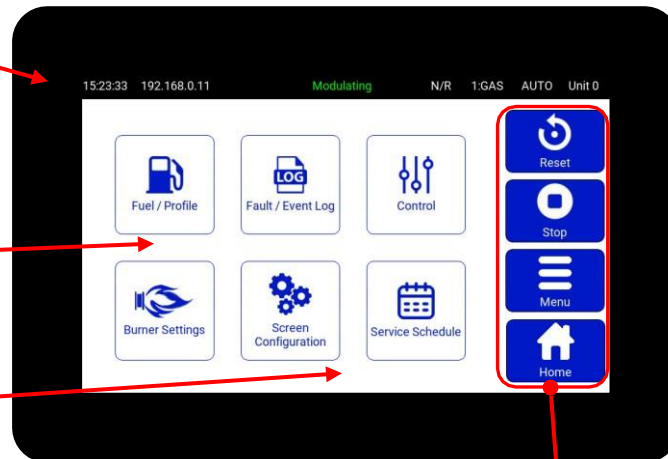 15:23:33 192.168.0.11 Modulating N/R 1:GAS AUTO Unit 0
Reset
LOG
Fuel / Profile Fault / Event Log Control
Stop
Menu
Burner Settings Screen Configuration Service Schedule
Home